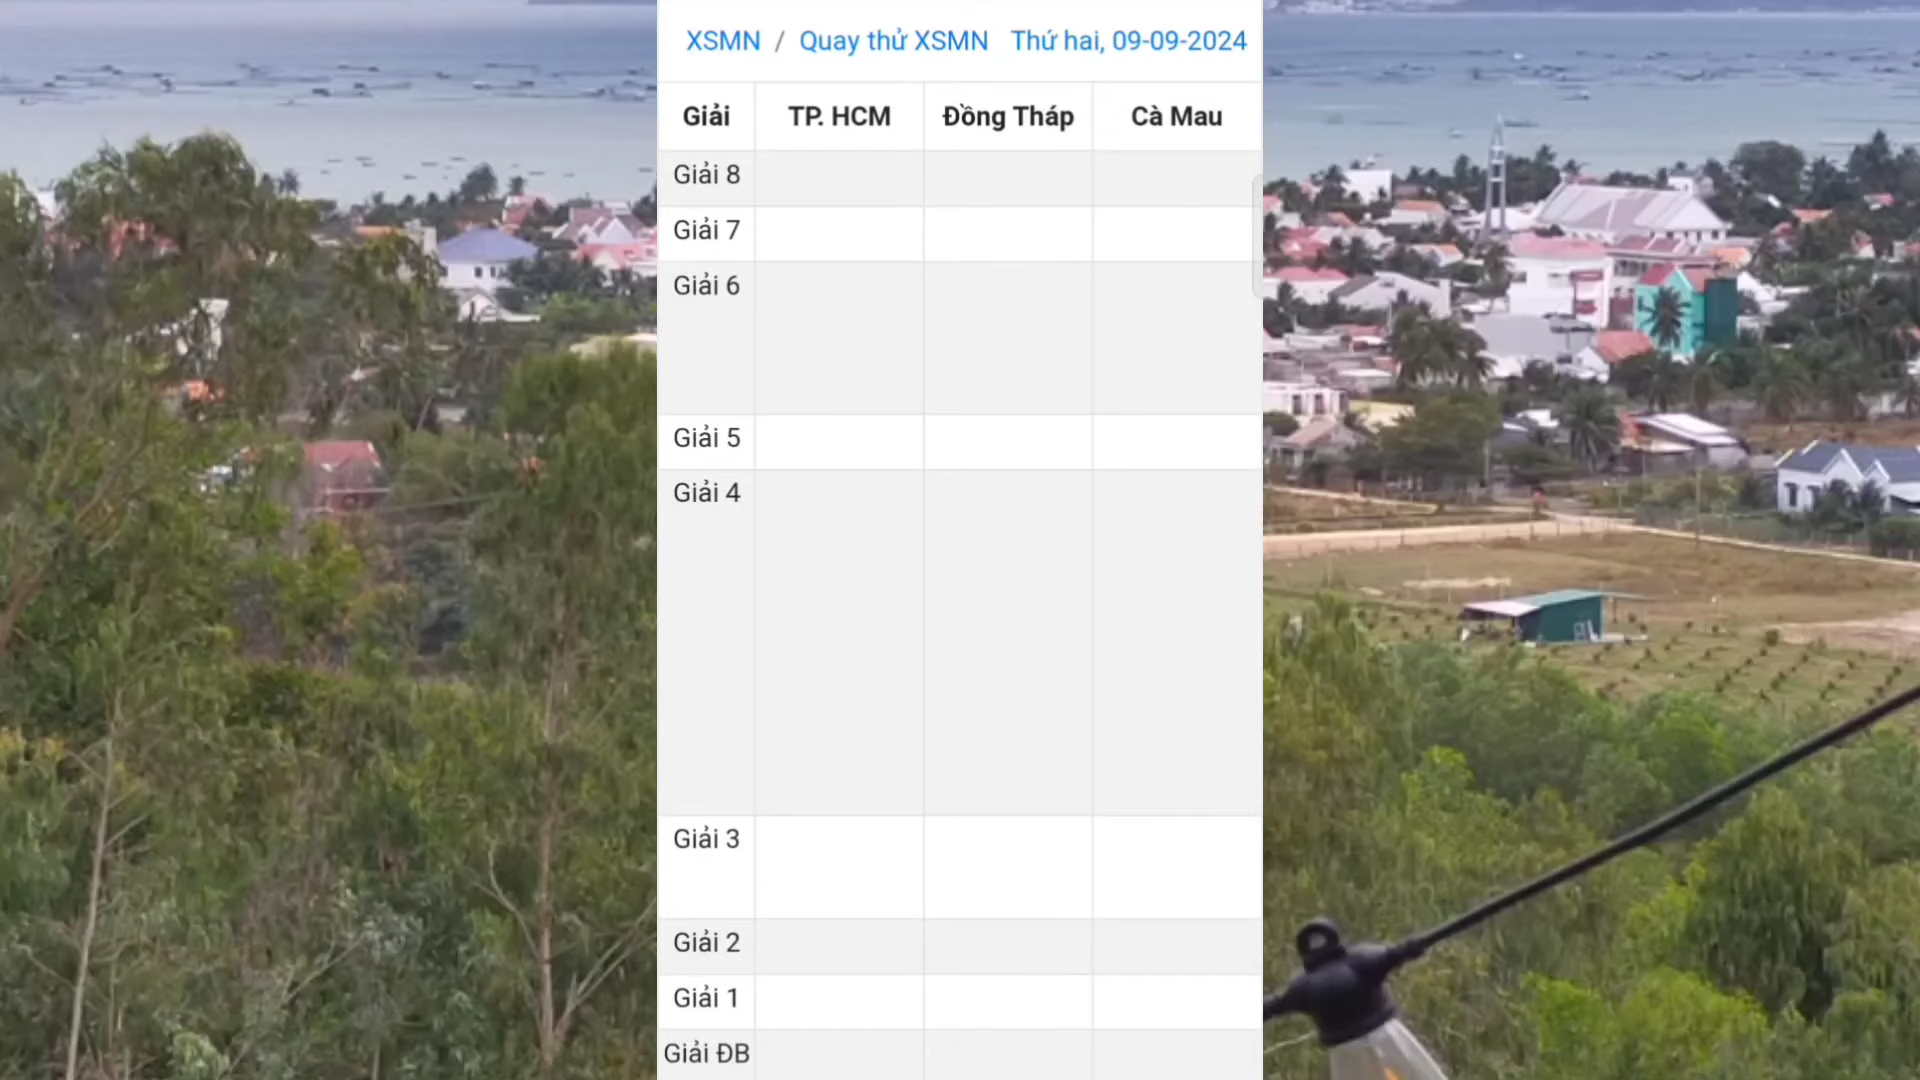 XSMN / Quay thử XSMN Thứ hai, 09-09-2024
Giải TP. HCM Đồng Tháp Cà Mau
Giải 8
Giải 7
Giải 6
Giải 5
Giải 4
Giải 3
Giải 2
Giải 1
Giải ĐB